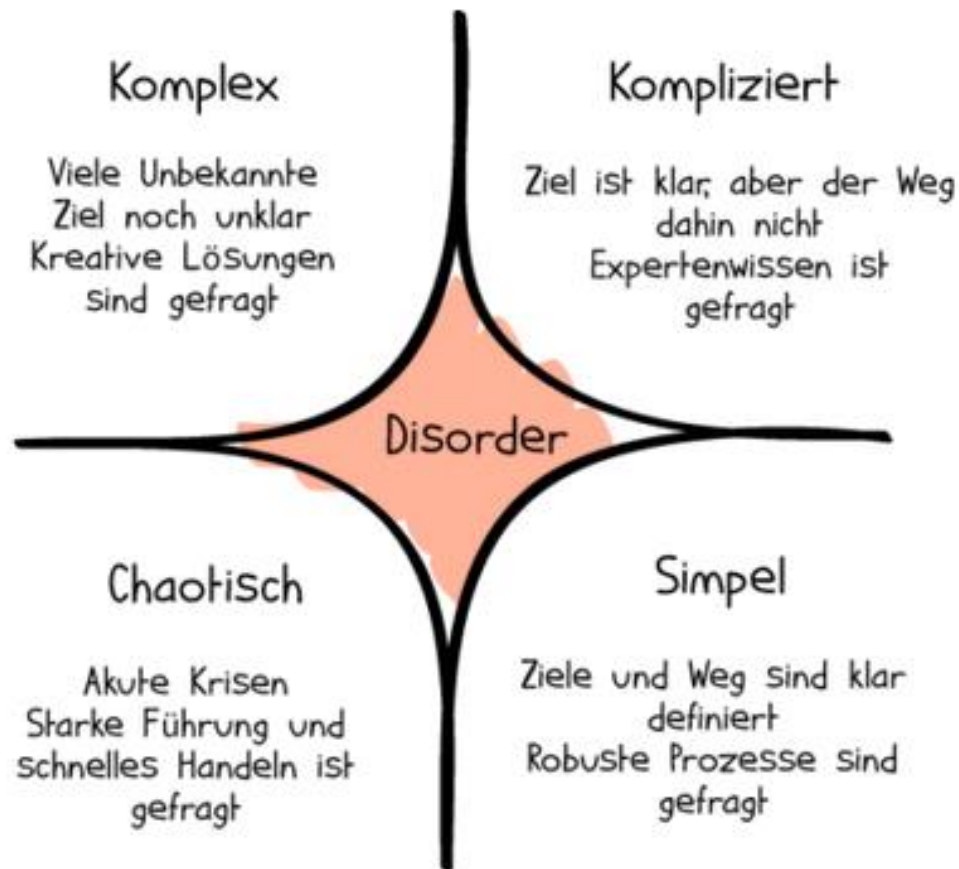 Komplex
Viele Unbekannte
Ziel noch unklar
Kreative Lösungen
sind gefragt
Kompliziert
Ziel ist klar, aber der Weg
dahin nicht
Expertenwissen ist
gefragt
Disorder
Chaotisch
Akute Krisen
Starke Führung und
schnelles Handeln ist
gefragt
Simpel
Ziele und Weg sind klar
definiert
Robuste Prozesse sind
gefragt